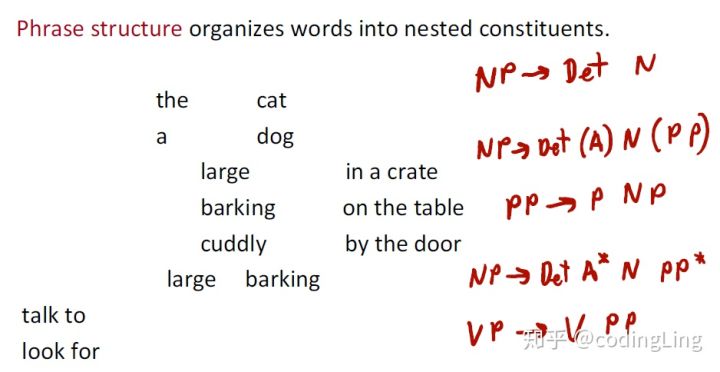 Phrase structure organizes words into nested constituents.
NP → Det N
the cat
a dog
NP → Det (A) N (PP)
large in a crate
barking on the table
PP → P NP
cuddly by the door
large barking
NP → Det A* N PP*
talk to
VP → V PP
look for
知乎 @codingLing